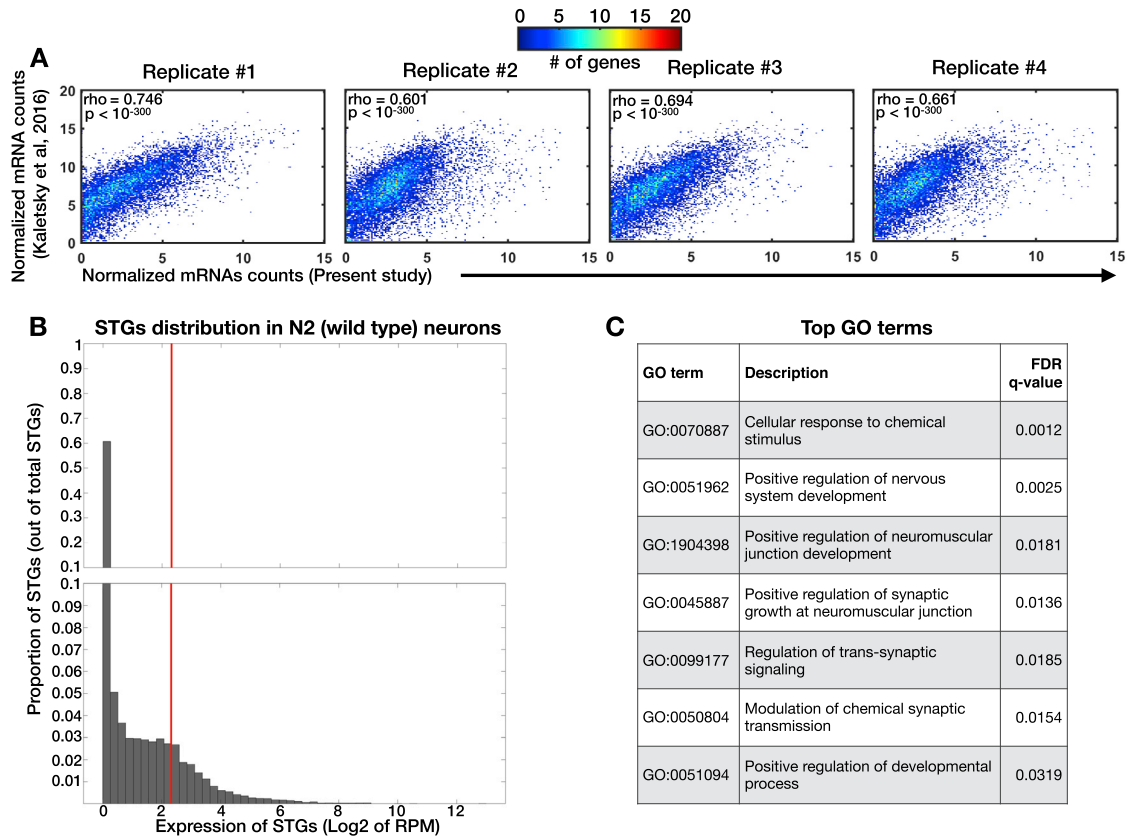 0 5 10 15 20
# of genes
A
Replicate #1
Replicate #2
Replicate #3
Replicate #4
Normalized mRNA counts
(Kaletsky et al, 2016)
20
15
10
5
0
rho = 0.746
p < 10-300
rho = 0.601
p < 10-300
rho = 0.694
p < 10-300
rho = 0.661
p < 10-300
5 10 15
0 5 10 15
0 5 10 15
0 5 10 15
Normalized mRNAs counts (Present study)
B
STGs distribution in N2 (wild type) neurons
Proportion of STGs (out of total STGs)
1
0.9
0.8
0.7
0.6
0.5
0.4
0.3
0.2
0.1
0.1
0.09
0.08
0.07
0.06
0.05
0.04
0.03
0.02
0.01
0 2 4 6 8 10 12
Expression of STGs (Log2 of RPM)
C
Top GO terms
GO term Description FDR
q-value
GO:0070887 Cellular response to chemical
stimulus 0.0012
GO:0051962 Positive regulation of nervous
system development 0.0025
GO:1904398 Positive regulation of neuromuscular
junction development 0.0181
GO:0045887 Positive regulation of synaptic
growth at neuromuscular junction 0.0136
GO:0099177 Regulation of trans-synaptic
signaling 0.0185
GO:0050804 Modulation of chemical synaptic
transmission 0.0154
GO:0051094 Positive regulation of developmental
process 0.0319